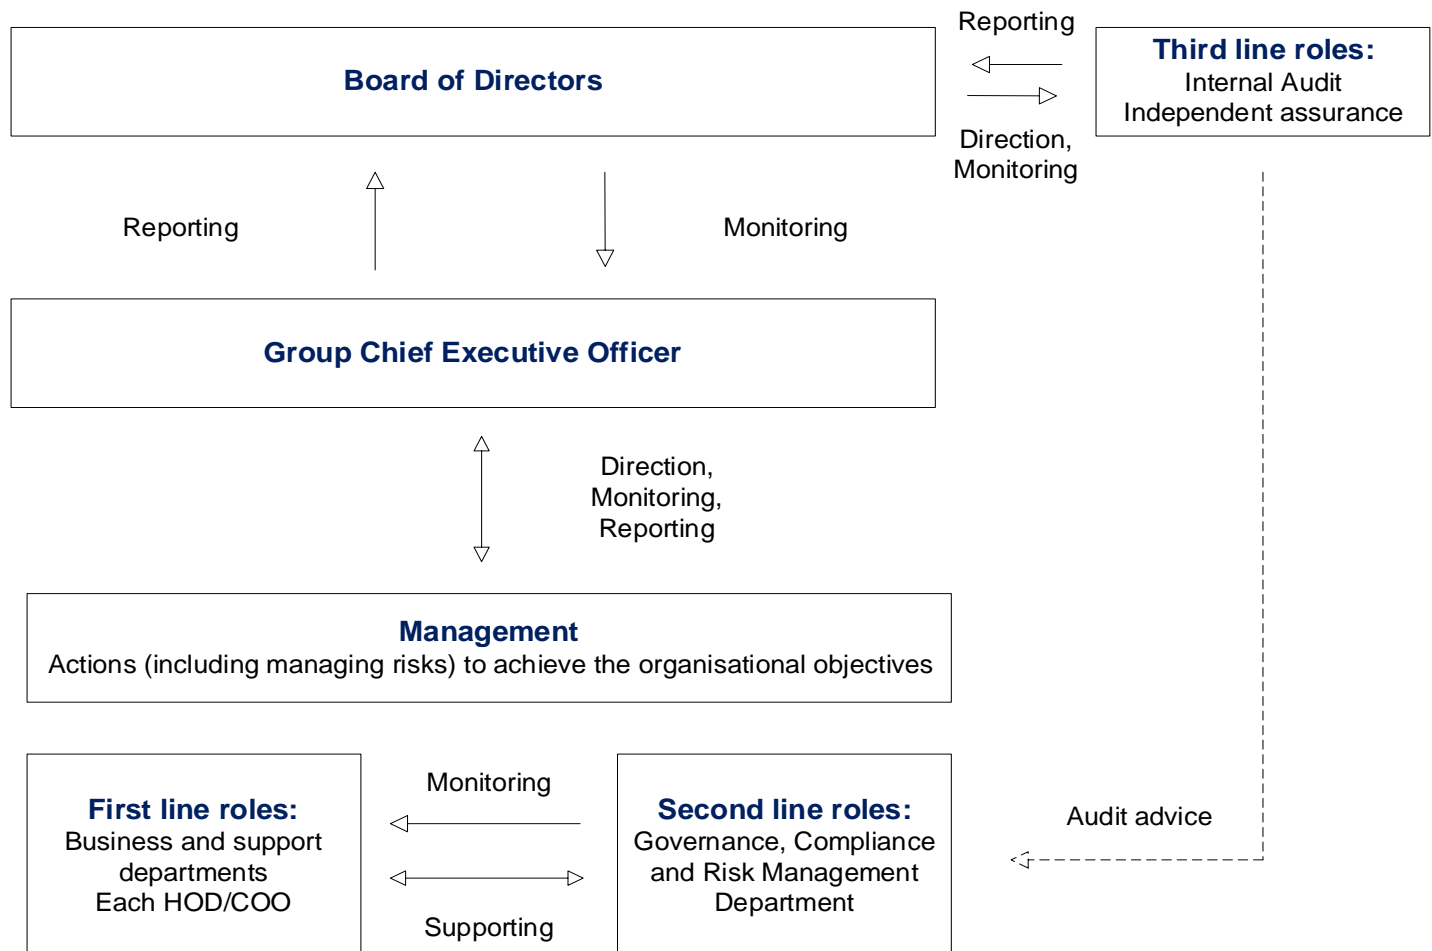 Reporting
Board of Directors
Third line roles:
Internal Audit
Independent assurance
Direction,
Monitoring
Reporting
Monitoring
Group Chief Executive Officer
Direction,
Monitoring,
Reporting
Management
Actions (including managing risks) to achieve the organisational objectives
First line roles:
Business and support
departments
Each HOD/COO
Monitoring
Supporting
Second line roles:
Governance, Compliance
and Risk Management
Department
Audit advice